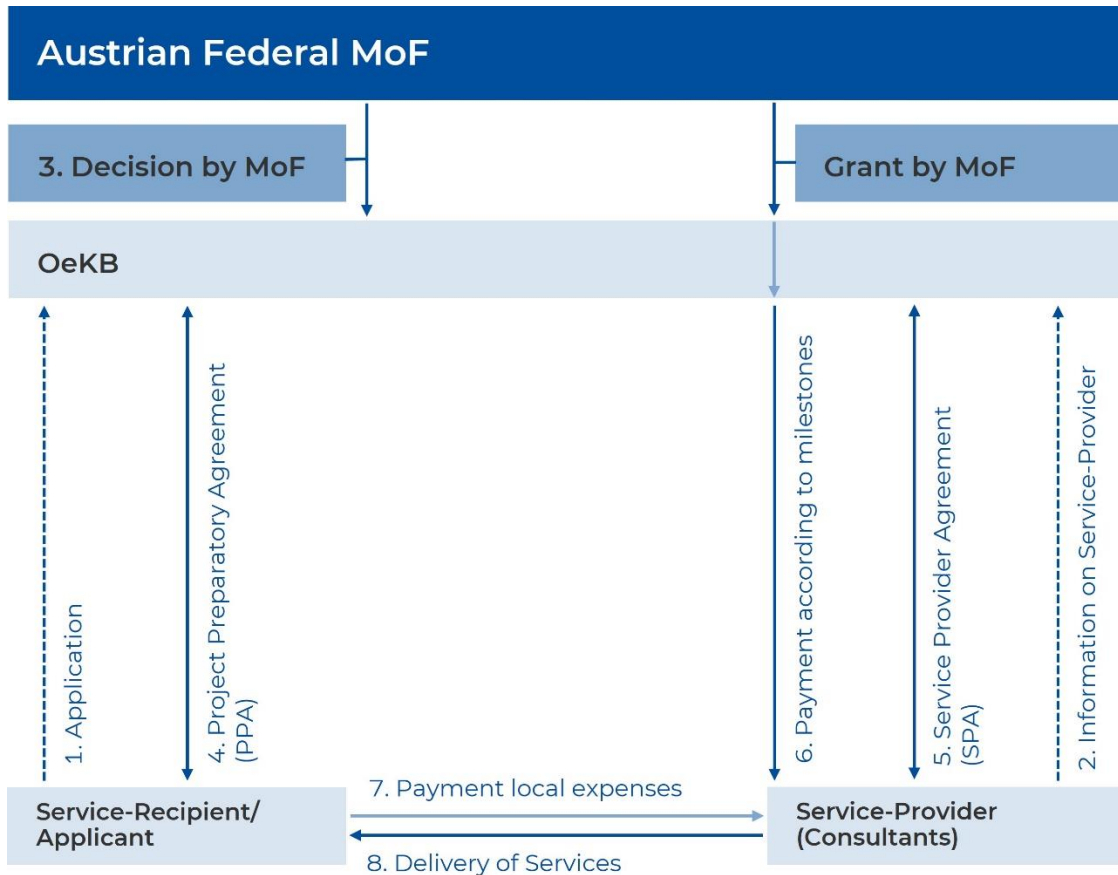 Austrian Federal MoF
3. Decision by MoF
Grant by MoF
OeKB
1. Application
4. Project Preparatory Agreement
(PPA)
6. Payment according to milestones
5. Service Provider Agreement
(SPA)
2. Information on Service-Provider
Service-Recipient/
Applicant
7. Payment local expenses
8. Delivery of Services
Service-Provider
(Consultants)